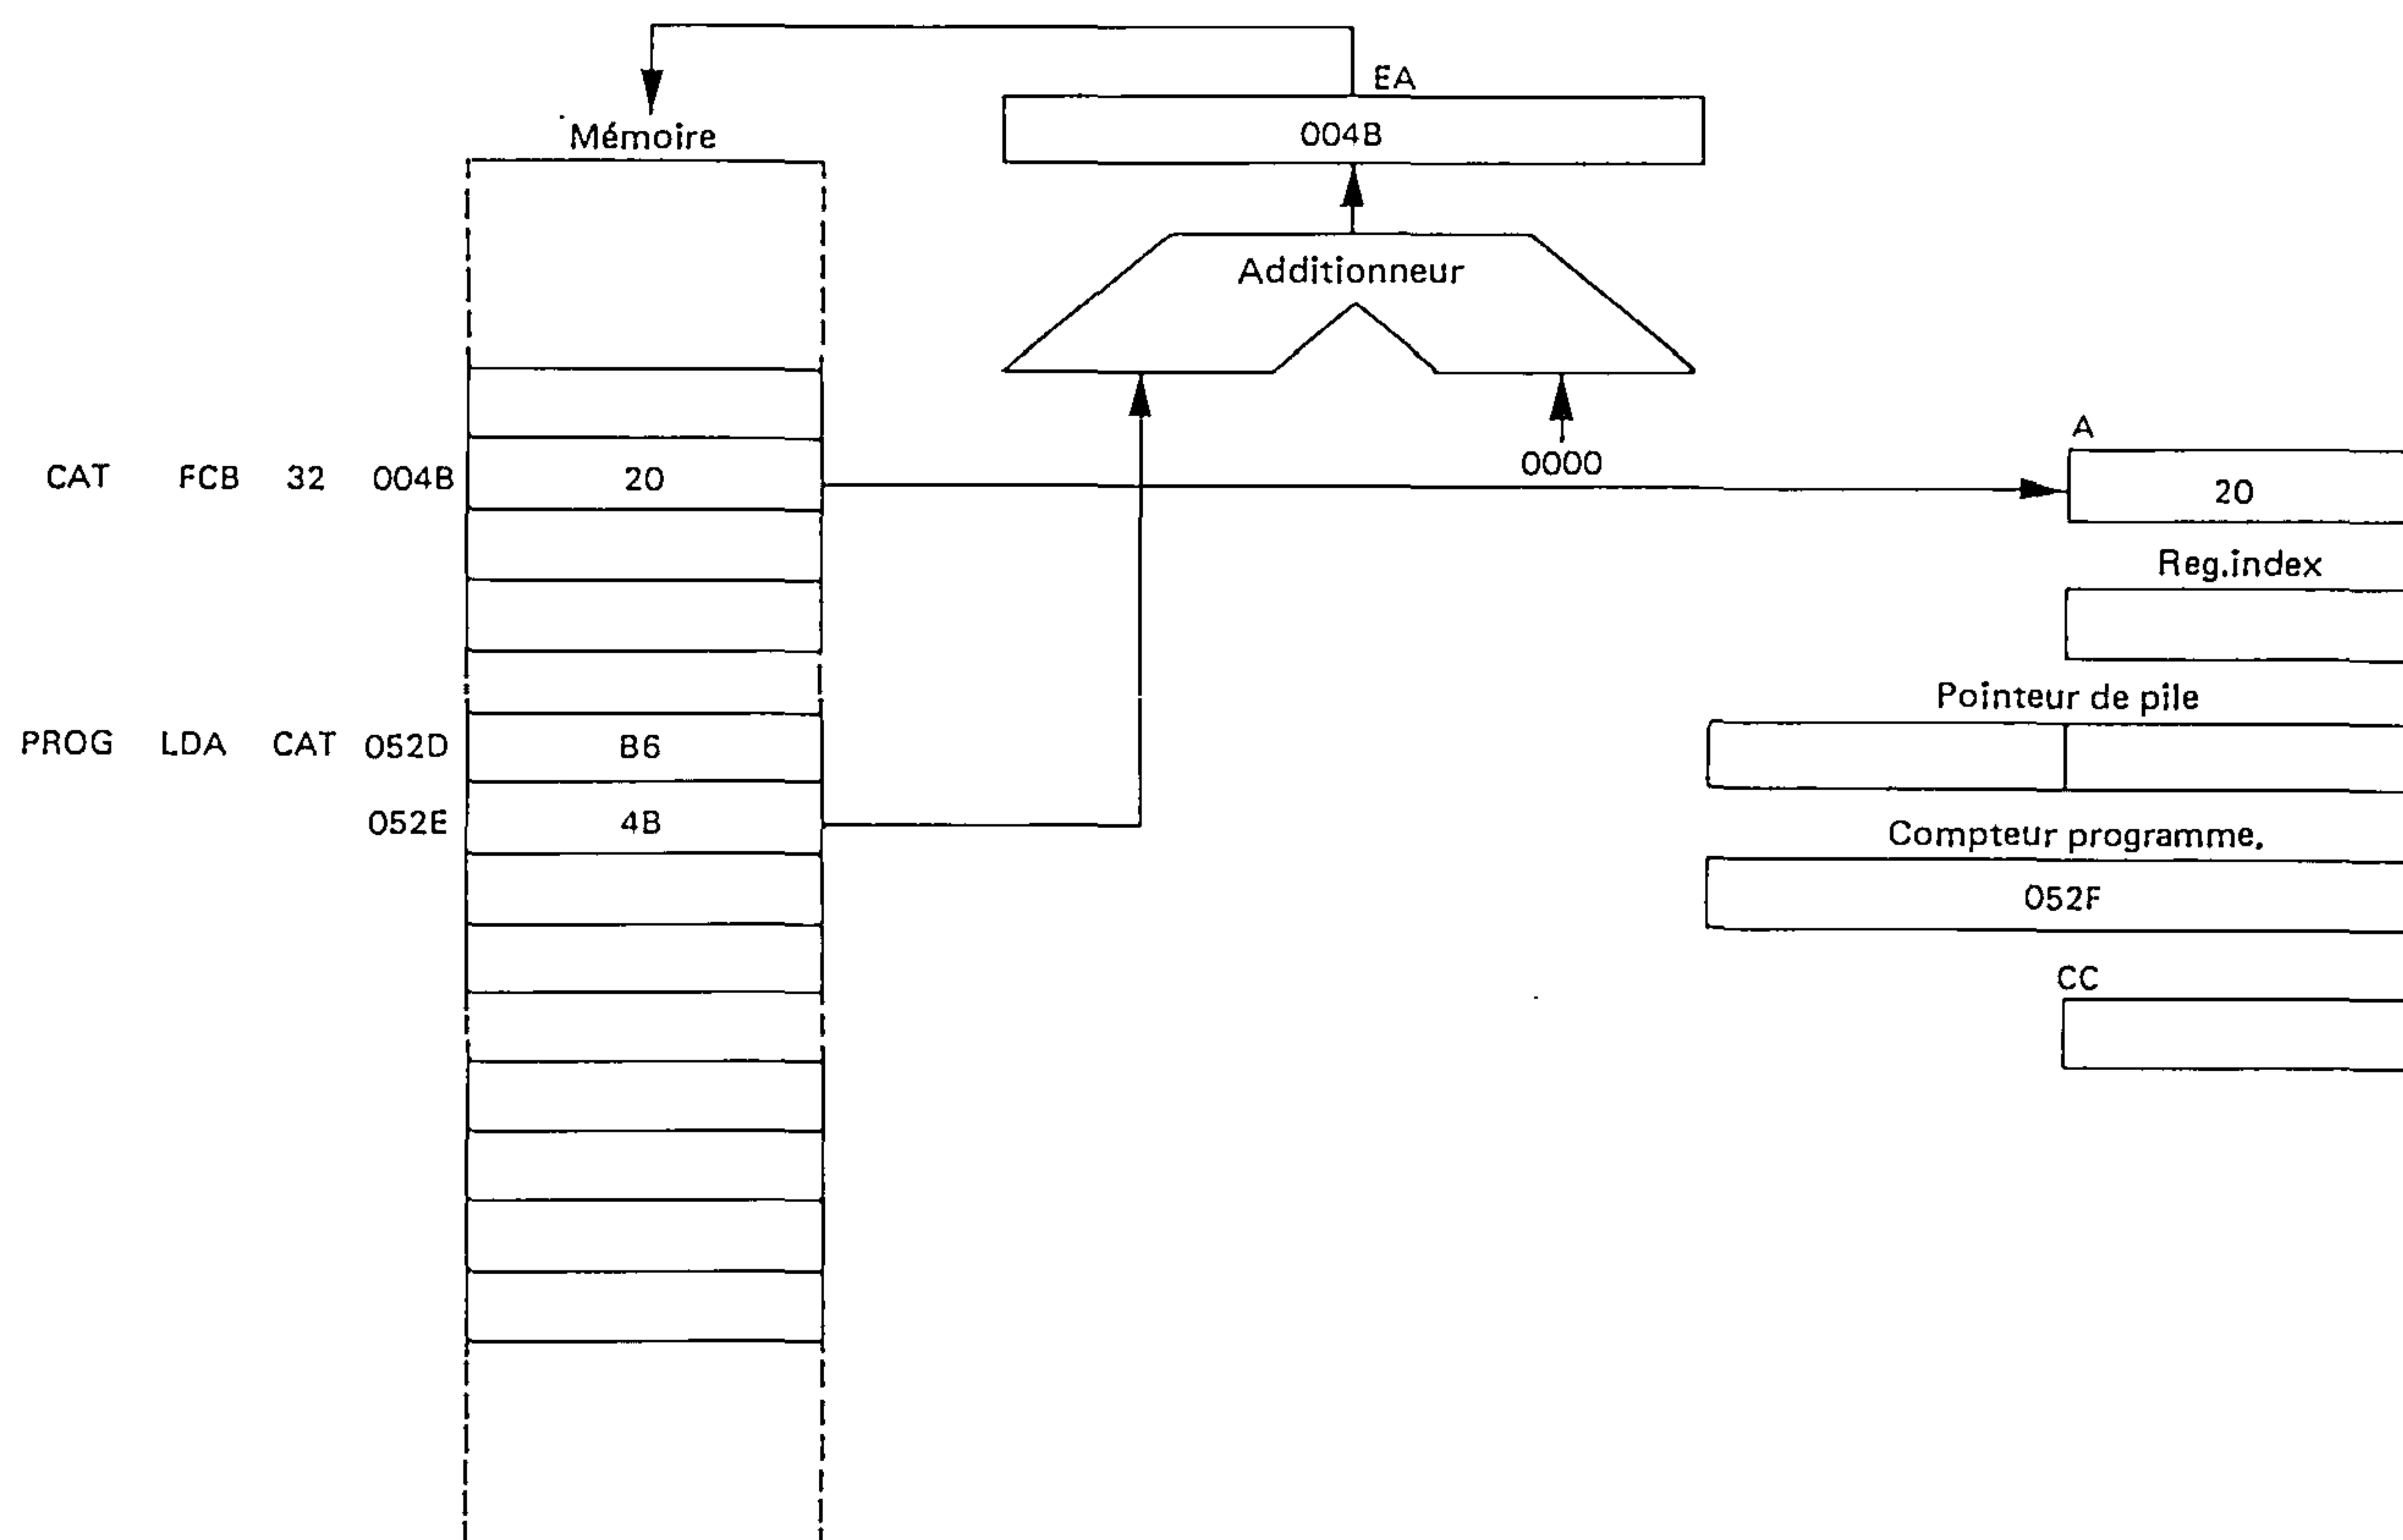 EA
Mémoire
004B
Additionneur
A
0000
CAT FCB 32 004B 20
20
Reg.index
Pointeur de pile
PROG LDA CAT 052D B6
052E 4B
Compteur programme.
052F
CC